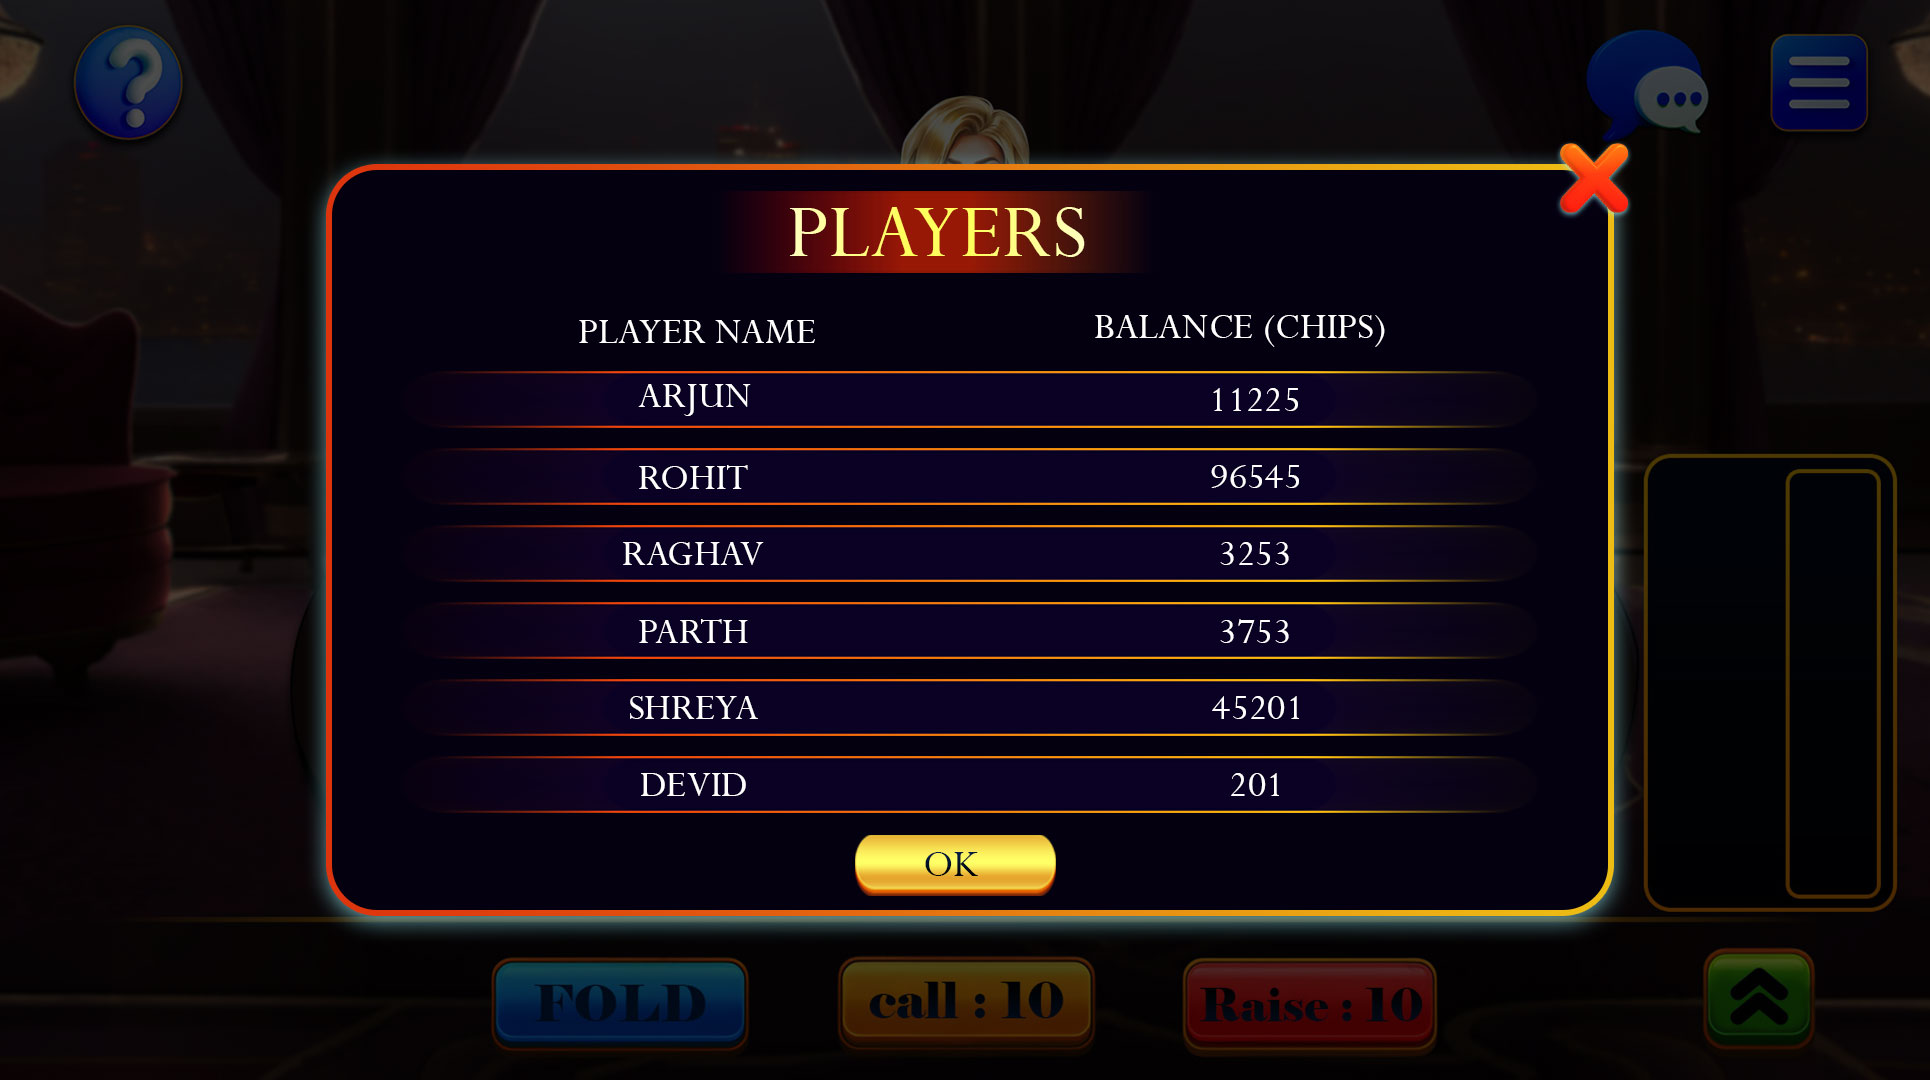 ?
PLAYERS
PLAYER NAME BALANCE (CHIPS)
ARJUN 11225
ROHIT 96545
RAGHAV 3253
PARTH 3753
SHREYA 45201
DEVID 201
OK
FOLD call : 10 Raise : 10